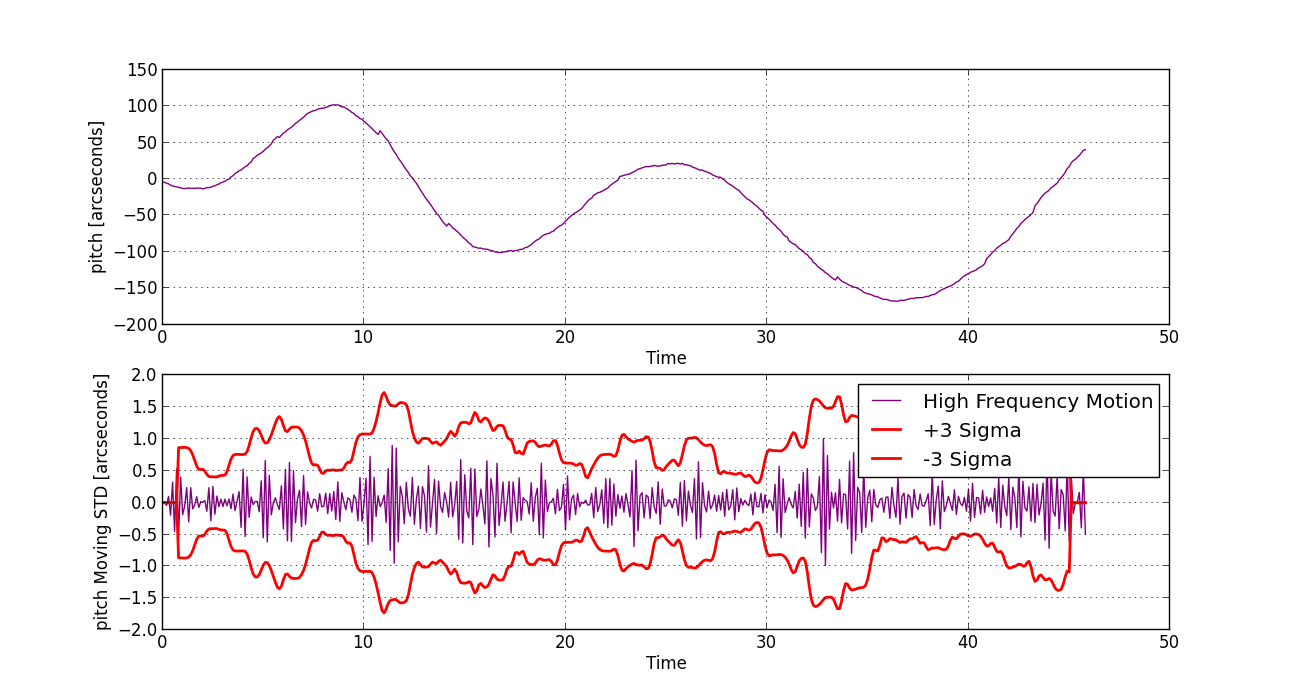 150
100
50
0
−50
−100
−150
−200
pitch [arcseconds]
0 10 20 30 40 50
Time
2.0
1.5
1.0
0.5
0.0
−0.5
−1.0
−1.5
−2.0
pitch Moving STD [arcseconds]
High Frequency Motion
+3 Sigma
-3 Sigma
0 10 20 30 40 50
Time